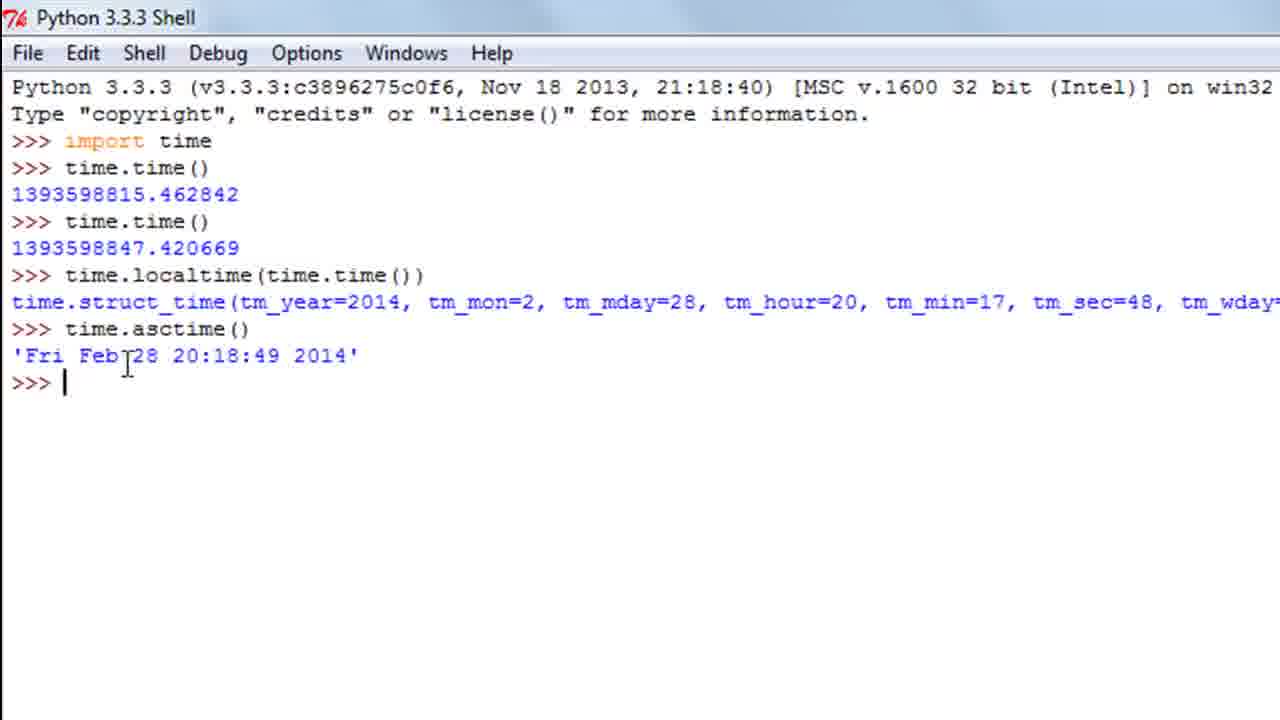 Python 3.3.3 Shell
File Edit Shell Debug Options Windows Help
Python 3.3.3 (v3.3.3:c3896275c0f6, Nov 18 2013, 21:18:40) [MSC v.1600 32 bit (Intel)] on win32
Type "copyright", "credits" or "license()" for more information.
>>> import time
>>> time.time()
1393598815.462842
>>> time.time()
1393598847.420669
>>> time.localtime(time.time())
time.struct_time(tm_year=2014, tm_mon=2, tm_mday=28, tm_hour=20, tm_min=17, tm_sec=48, tm_wday=
>>> time.asctime()
'Fri Feb 28 20:18:49 2014'
>>>